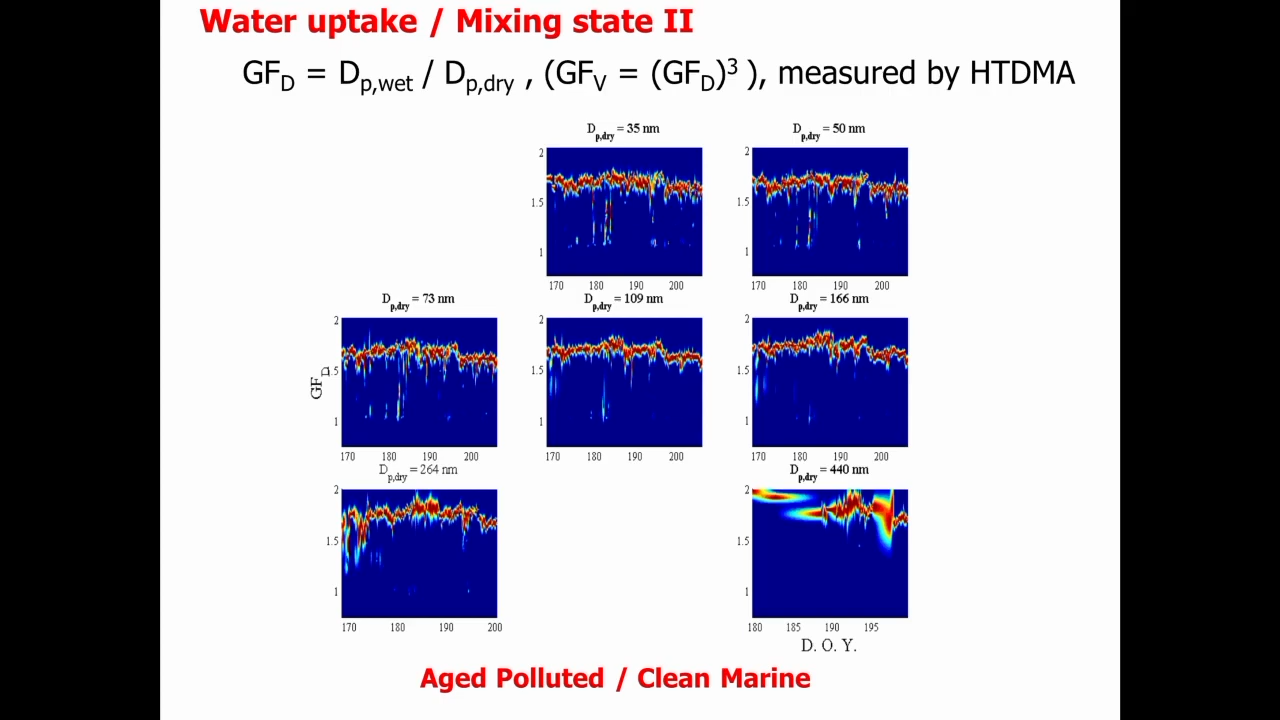 Water uptake / Mixing state II
GF_D = D_p,wet / D_p,dry , (GF_V = (GF_D)^3 ), measured by HTDMA
D_p,dry = 35 nm
D_p,dry = 50 nm
2
1.5
1
170 180 190 200
2
1.5
1
170 180 190 200
D_p,dry = 73 nm
D_p,dry = 109 nm
D_p,dry = 166 nm
GF_D
2
1.5
1
170 180 190 200
2
1.5
1
170 180 190 200
2
1.5
1
170 180 190 200
D_p,dry = 264 nm
D_p,dry = 440 nm
2
1.5
1
170 180 190 200
2
1.5
1
180 185 190 195
D. O. Y.
Aged Polluted / Clean Marine